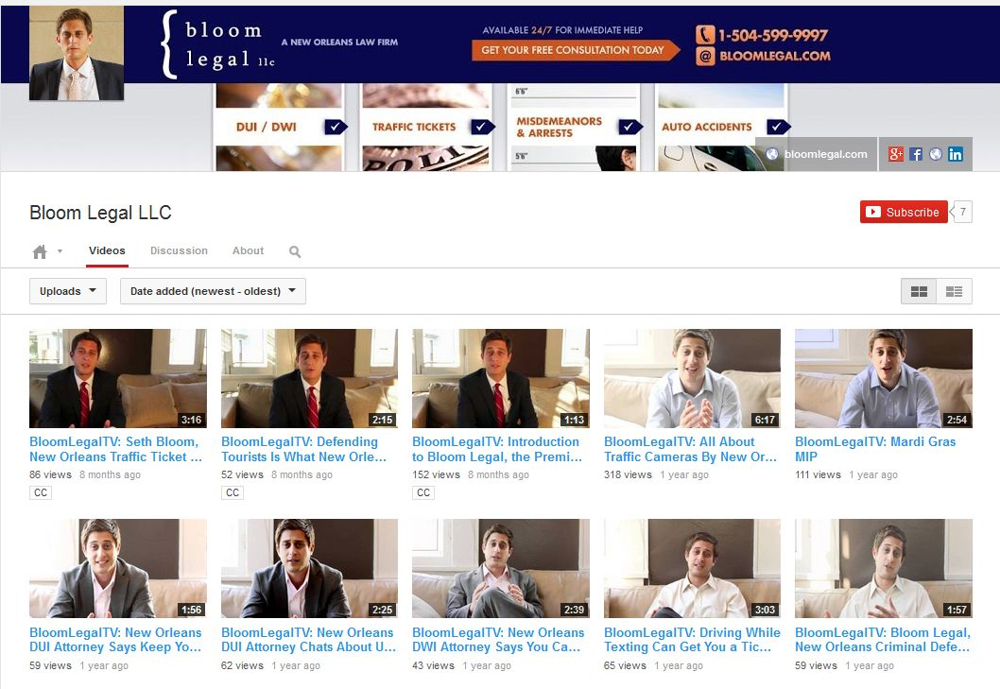 bloom
legal llc
A NEW ORLEANS LAW FIRM
AVAILABLE 24/7 FOR IMMEDIATE HELP
GET YOUR FREE CONSULTATION TODAY
1-504-599-9997
@ BLOOMLEGAL.COM
DUI / DWI
TRAFFIC TICKETS
POLIC
6'6"
MISDEMEANORS
& ARRESTS
5'6"
AUTO ACCIDENTS
bloomlegal.com
g+ f in
Bloom Legal LLC
Subscribe 7
Videos Discussion About
Uploads Date added (newest - oldest)
3:16 2:15 1:13 6:17 2:54
BloomLegalTV: Seth Bloom,
New Orleans Traffic Ticket ...
86 views 8 months ago
CC
BloomLegalTV: Defending
Tourists Is What New Orle...
52 views 8 months ago
CC
BloomLegalTV: Introduction
to Bloom Legal, the Premi...
152 views 8 months ago
CC
BloomLegalTV: All About
Traffic Cameras By New Or...
318 views 1 year ago
BloomLegalTV: Mardi Gras
MIP
111 views 1 year ago
1:56 2:25 2:39 3:03 1:57
BloomLegalTV: New Orleans
DUI Attorney Says Keep Yo...
59 views 1 year ago
BloomLegalTV: New Orleans
DUI Attorney Chats About U...
62 views 1 year ago
BloomLegalTV: New Orleans
DWI Attorney Says You Ca...
43 views 1 year ago
BloomLegalTV: Driving While
Texting Can Get You a Tic...
65 views 1 year ago
BloomLegalTV: Bloom Legal,
New Orleans Criminal Defe...
59 views 1 year ago